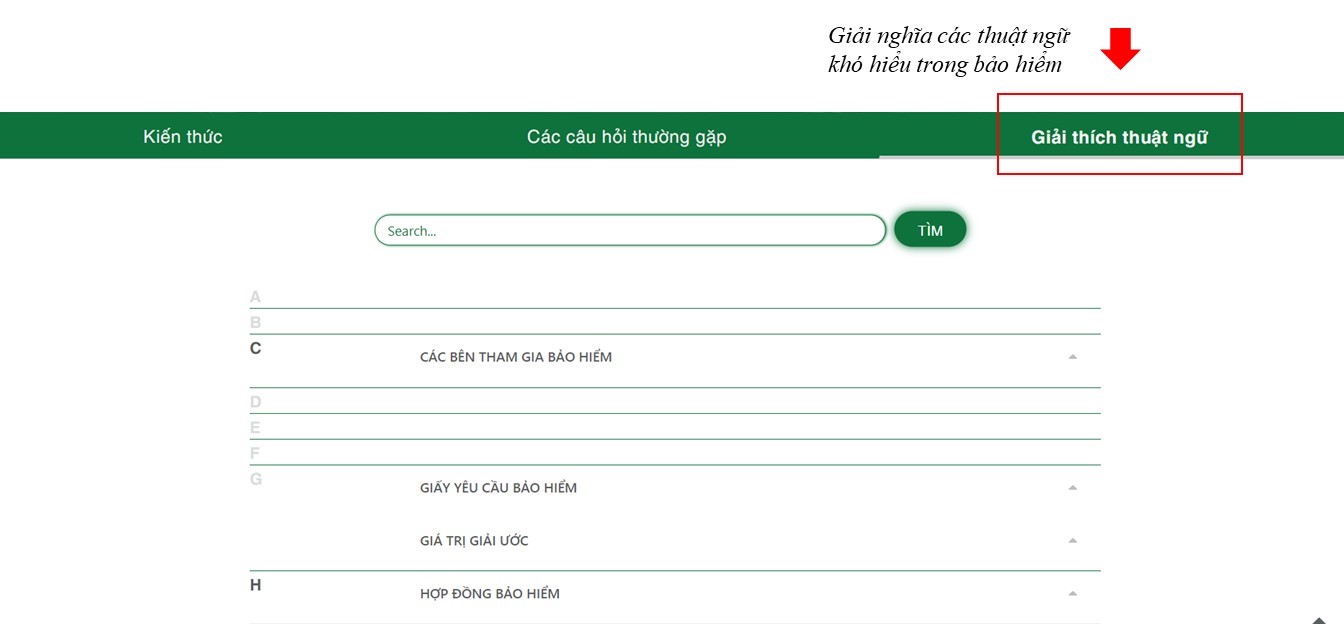 Giải nghĩa các thuật ngữ
khó hiểu trong bảo hiểm
Kiến thức
Các câu hỏi thường gặp
Giải thích thuật ngữ
Search...
TÌM
A
B
C
CÁC BÊN THAM GIA BẢO HIỂM
D
E
F
G
GIẤY YÊU CẦU BẢO HIỂM
GIÁ TRỊ GIẢI ƯỚC
H
HỢP ĐỒNG BẢO HIỂM